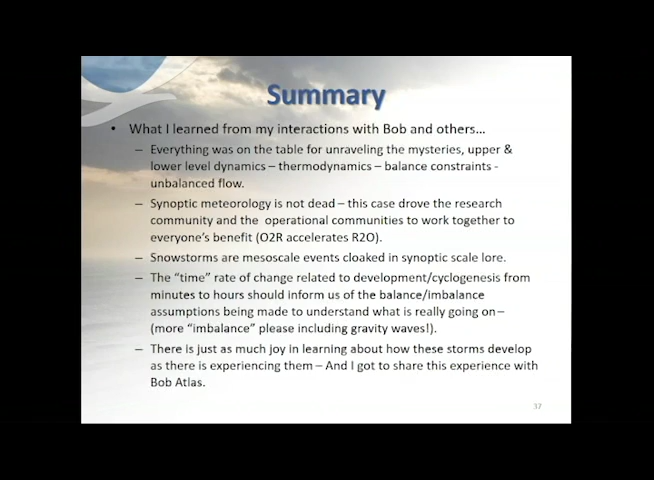 Summary
• What I learned from my interactions with Bob and others…
– Everything was on the table for unraveling the mysteries, upper &
lower level dynamics – thermodynamics – balance constraints -
unbalanced flow.
– Synoptic meteorology is not dead – this case drove the research
community and the operational communities to work together to
everyone's benefit (O2R accelerates R2O).
– Snowstorms are mesoscale events cloaked in synoptic scale lore.
– The "time" rate of change related to development/cyclogenesis from
minutes to hours should inform us of the balance/imbalance
assumptions being made to understand what is really going on –
(more "imbalance" please including gravity waves!).
– There is just as much joy in learning about how these storms develop
as there is experiencing them – And I got to share this experience with
Bob Atlas.
37